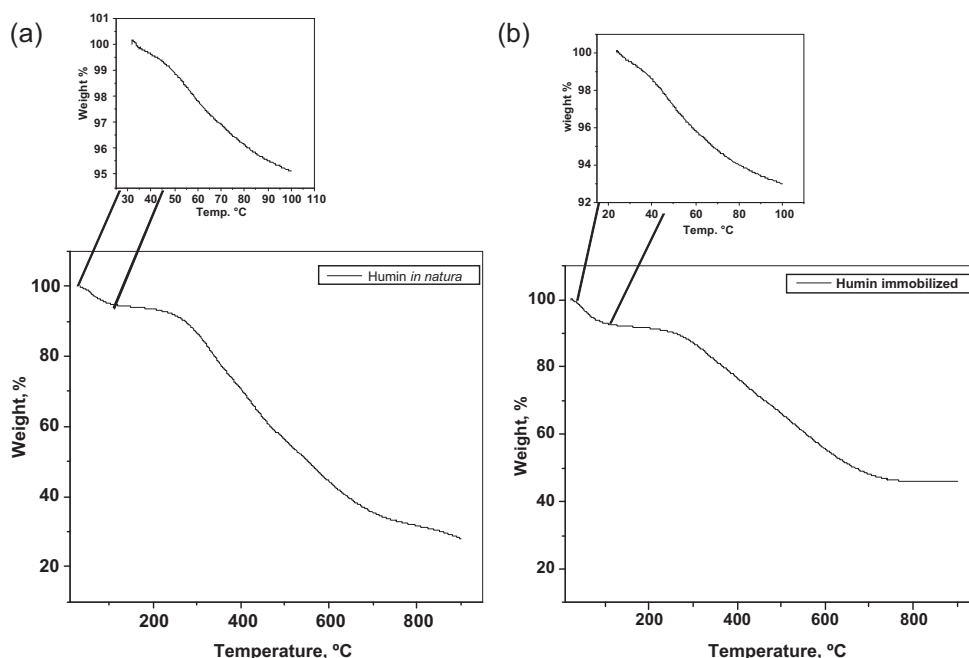 (a)
101
100
99
98
97
96
95
Weight %
30 40 50 60 70 80 90 100 110
Temp. °C
Humin in natura
100
80
60
40
20
Weight, %
200 400 600 800
Temperature, ºC
(b)
100
98
96
94
92
wieght %
20 40 60 80 100
Temp. °C
Humin immobilized
100
80
60
40
20
Weight, %
200 400 600 800
Temperature, ºC